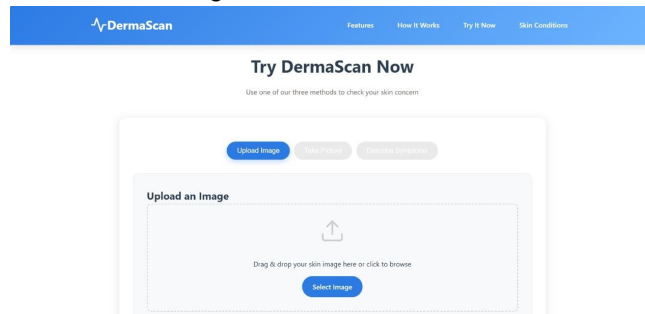 DermaScan
Features How It Works Try It Now Skin Conditions
Try DermaScan Now
Use one of our three methods to check your skin concern
Upload Image Take Picture Describe Symptoms
Upload an Image
Drag & drop your skin image here or click to browse
Select Image